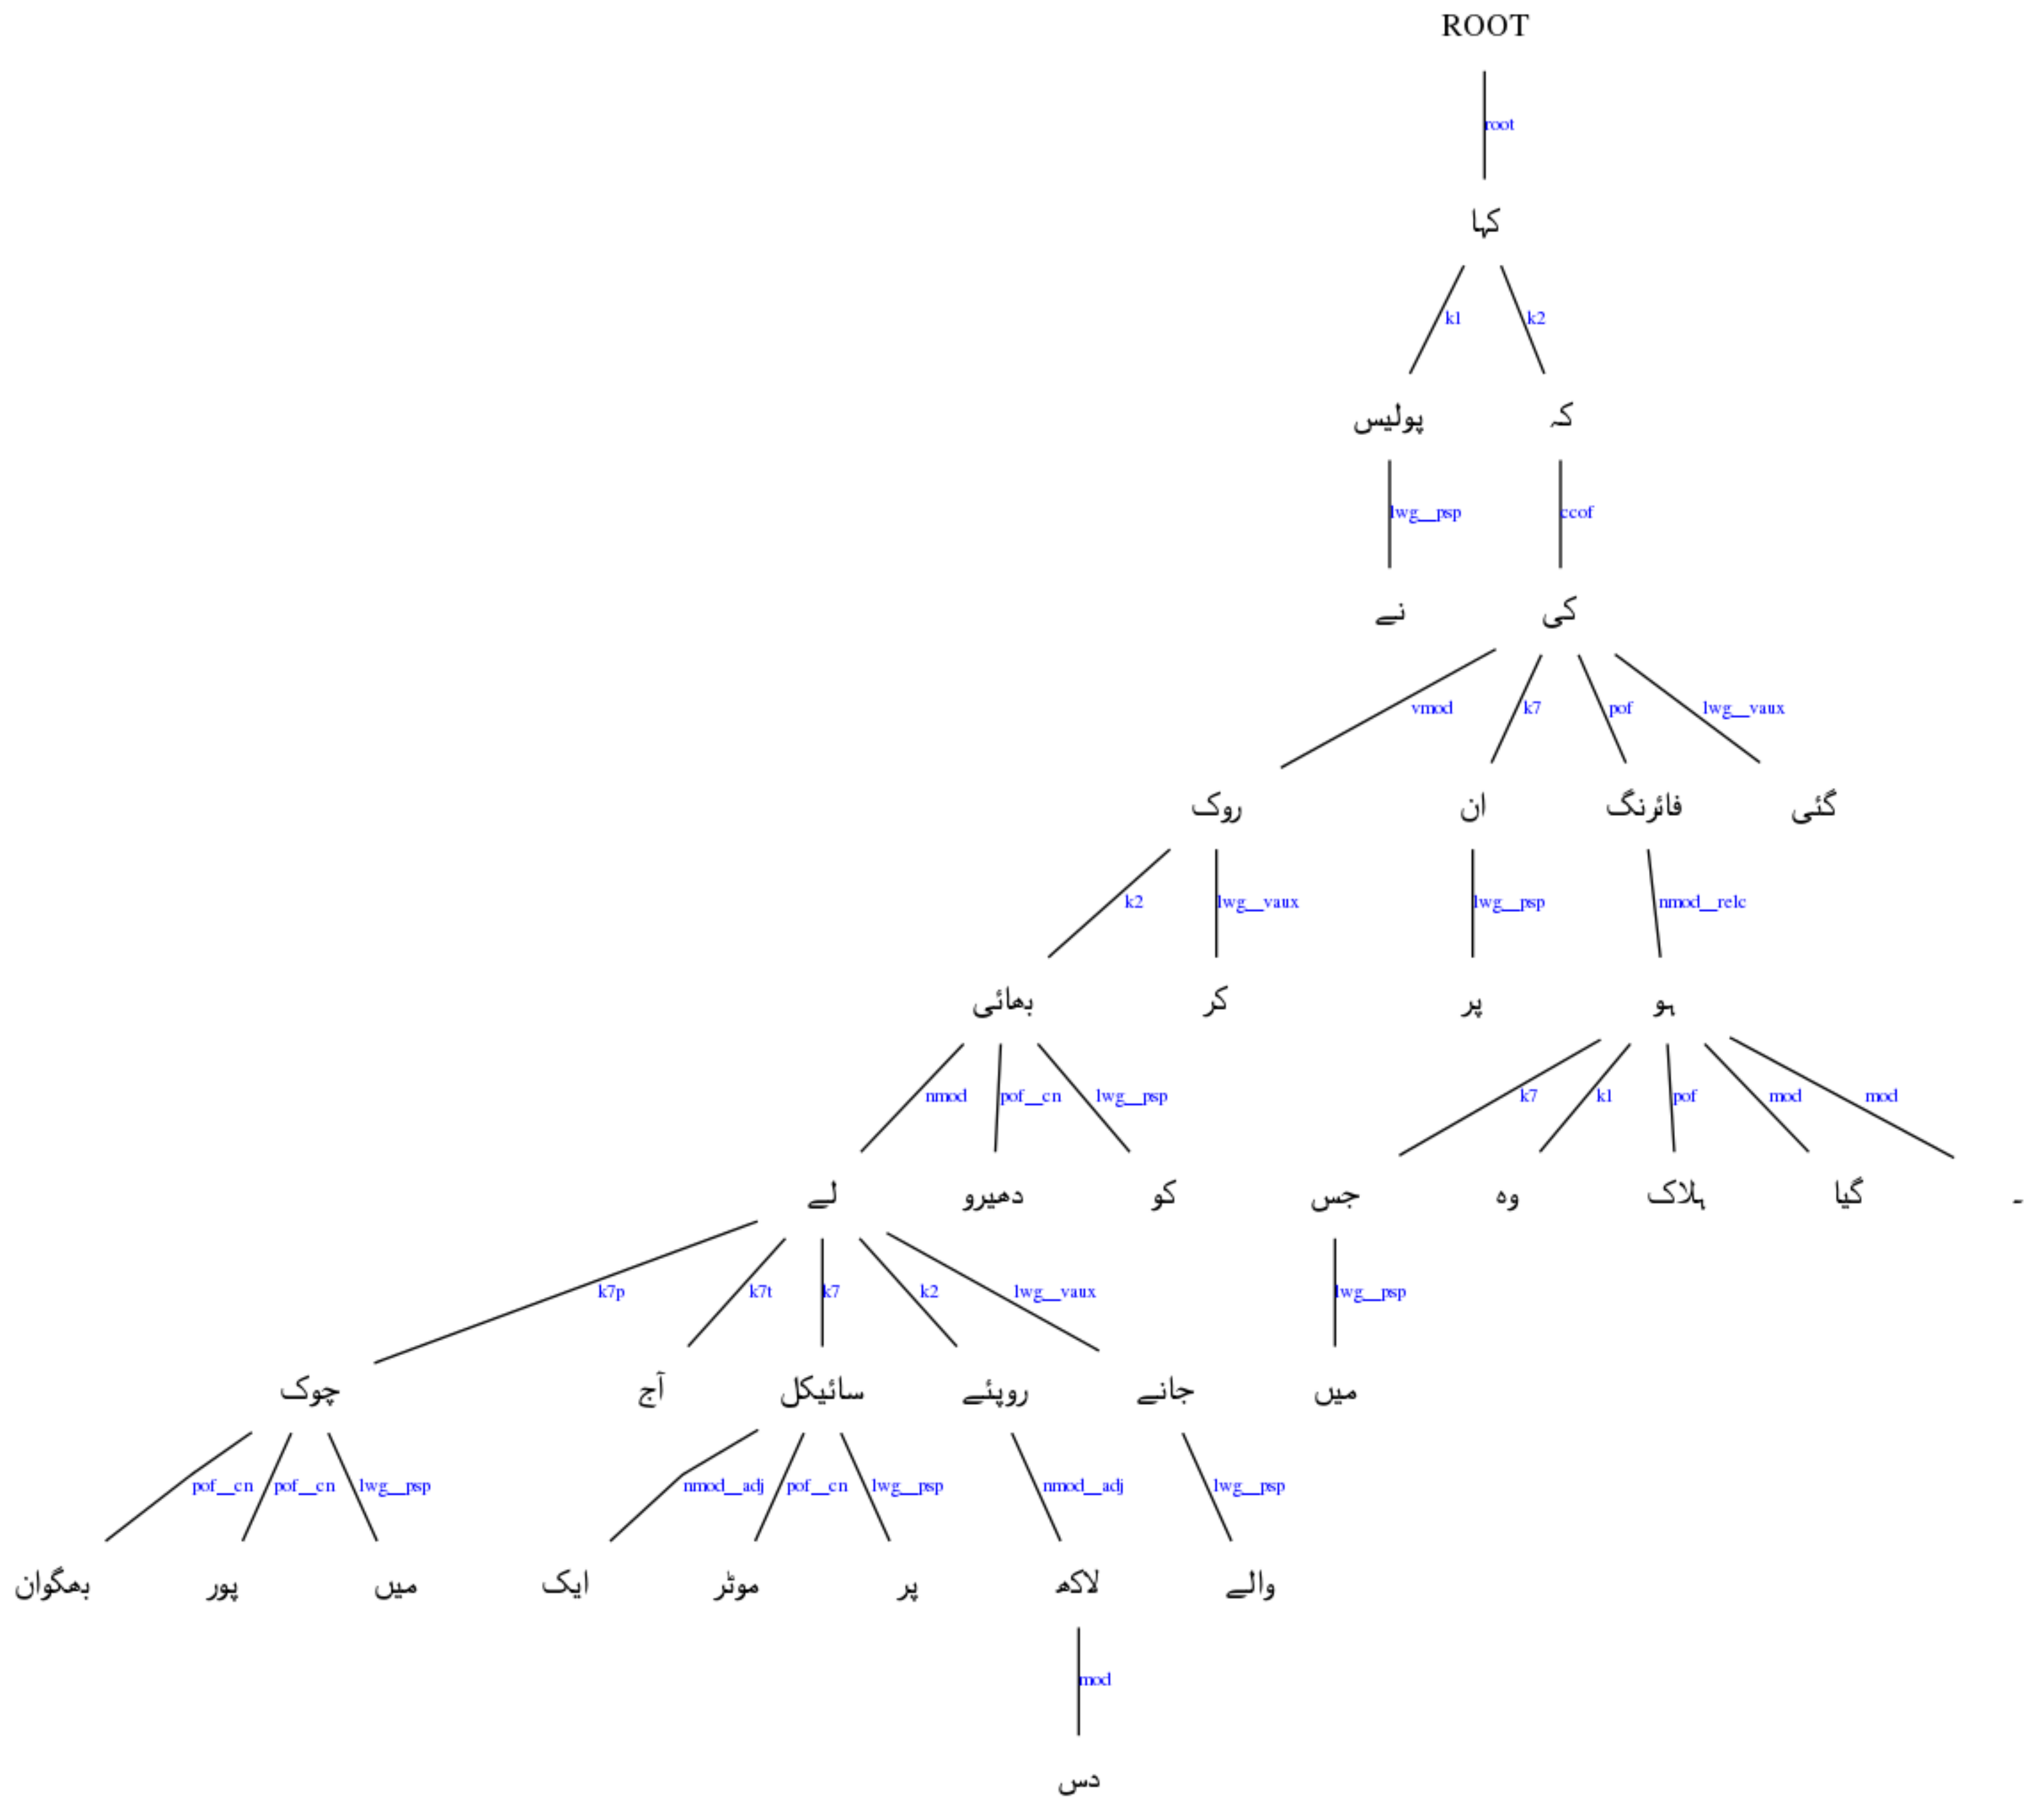 ROOT
root
کہا
k1 k2
پولیس کہ
lwg__psp ccof
نے کی
vmod k7 pof lwg__vaux
روک ان فائرنگ گئی
k2 lwg__vaux lwg__psp nmod__relc
بھائی کر پر ہو
nmod pof__cn lwg__psp k7 k1 pof mod mod
لے دھیرو کو جس وہ ہلاک گیا ۔
k7p k7t k7 k2 lwg__vaux lwg__psp
چوک آج سائیکل روپئے جانے میں
pof__cn pof__cn lwg__psp nmod__adj pof__cn lwg__psp nmod__adj lwg__psp
بھگوان پور میں ایک موٹر پر لاکھ والے
mod
دس